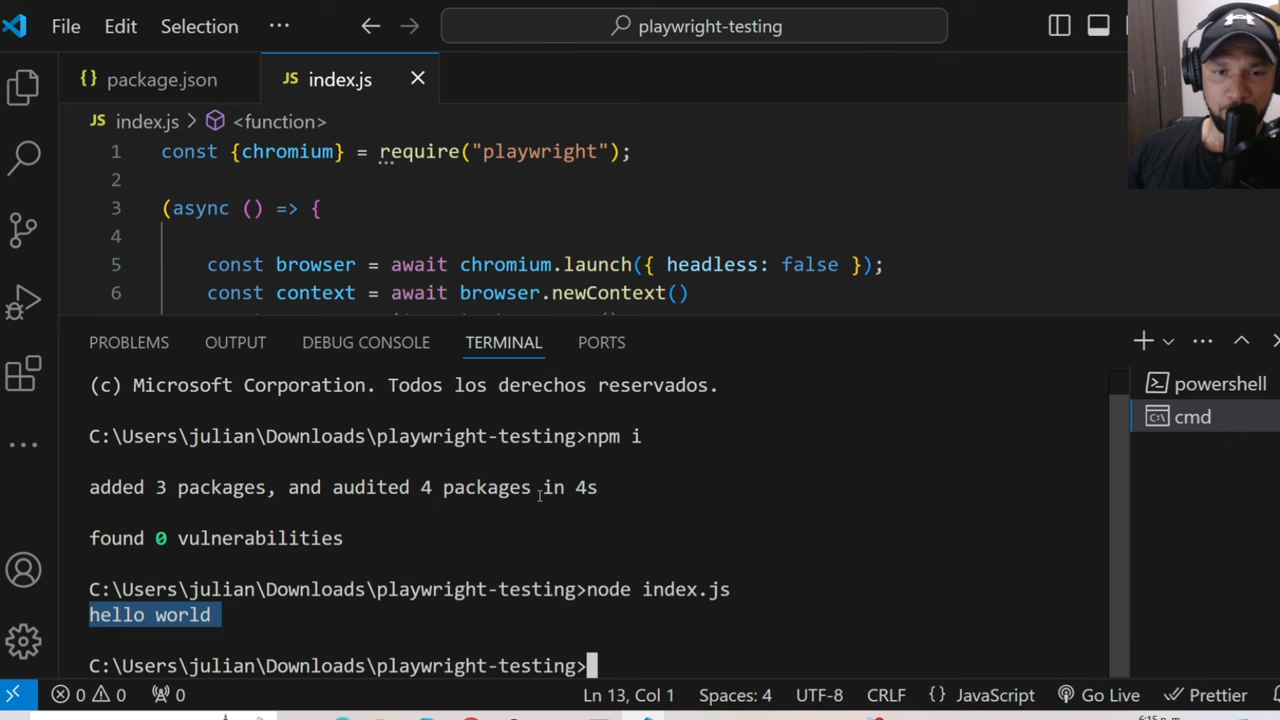 File Edit Selection ··· playwright-testing
package.json index.js
JS index.js > <function>
1 const {chromium} = require("playwright");
2
3 (async () => {
4
5 const browser = await chromium.launch({ headless: false });
6 const context = await browser.newContext()
PROBLEMS OUTPUT DEBUG CONSOLE TERMINAL PORTS
(c) Microsoft Corporation. Todos los derechos reservados.
powershell
cmd
C:\Users\julian\Downloads\playwright-testing>npm i
added 3 packages, and audited 4 packages in 4s
found 0 vulnerabilities
C:\Users\julian\Downloads\playwright-testing>node index.js
hello world
C:\Users\julian\Downloads\playwright-testing>
0 0 0 Ln 13, Col 1 Spaces: 4 UTF-8 CRLF {} JavaScript Go Live Prettier